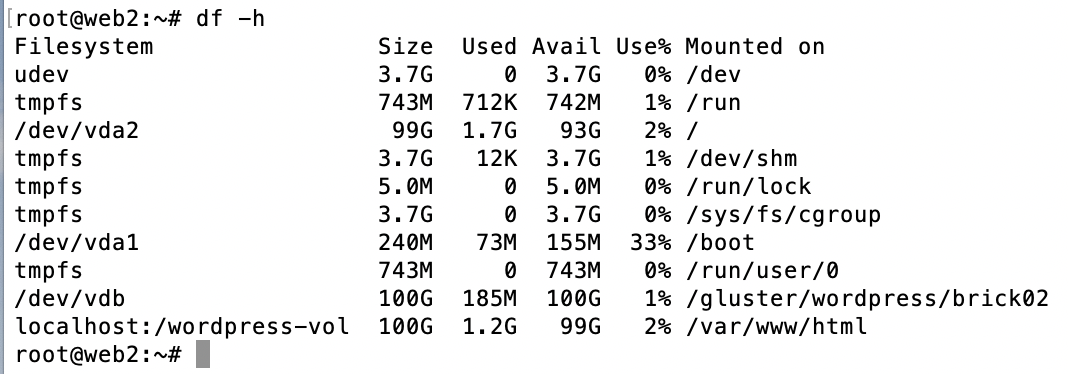 [root@web2:~# df -h
Filesystem                Size  Used Avail Use% Mounted on
udev                      3.7G     0  3.7G   0% /dev
tmpfs                     743M  712K  742M   1% /run
/dev/vda2                  99G  1.7G   93G   2% /
tmpfs                     3.7G   12K  3.7G   1% /dev/shm
tmpfs                     5.0M     0  5.0M   0% /run/lock
tmpfs                     3.7G     0  3.7G   0% /sys/fs/cgroup
/dev/vda1                 240M   73M  155M  33% /boot
tmpfs                     743M     0  743M   0% /run/user/0
/dev/vdb                  100G  185M  100G   1% /gluster/wordpress/brick02
localhost:/wordpress-vol  100G  1.2G   99G   2% /var/www/html
root@web2:~#